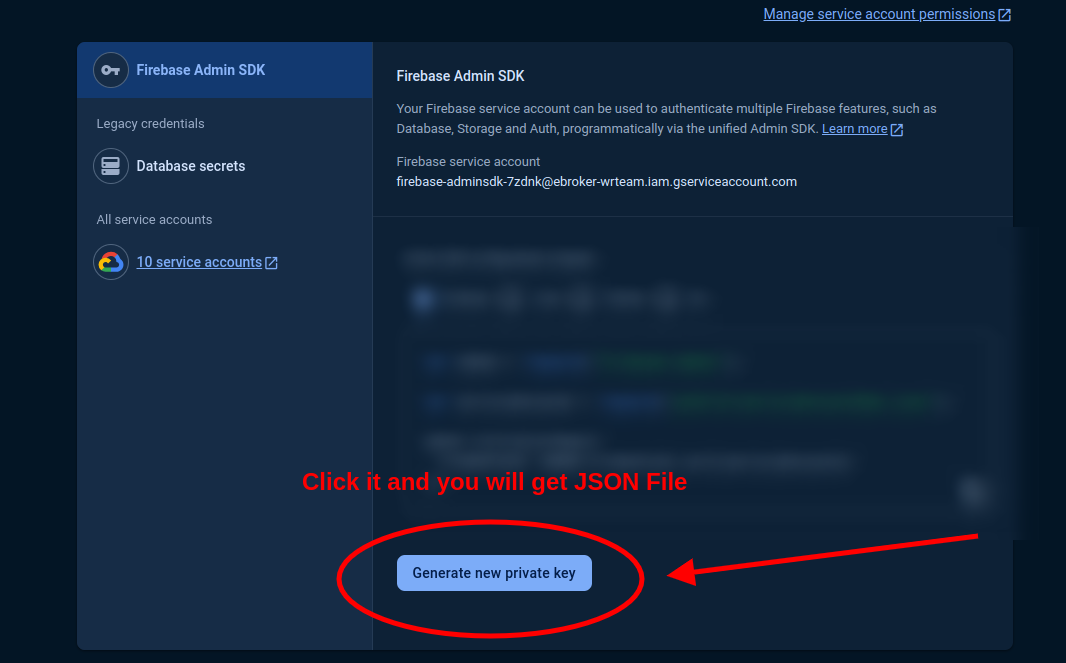 Manage service account permissions
Firebase Admin SDK
Legacy credentials
Database secrets
All service accounts
10 service accounts
Firebase Admin SDK
Your Firebase service account can be used to authenticate multiple Firebase features, such as
Database, Storage and Auth, programmatically via the unified Admin SDK. Learn more
Firebase service account
firebase-adminsdk-7zdnk@ebroker-wrteam.iam.gserviceaccount.com
Click it and you will get JSON File
Generate new private key